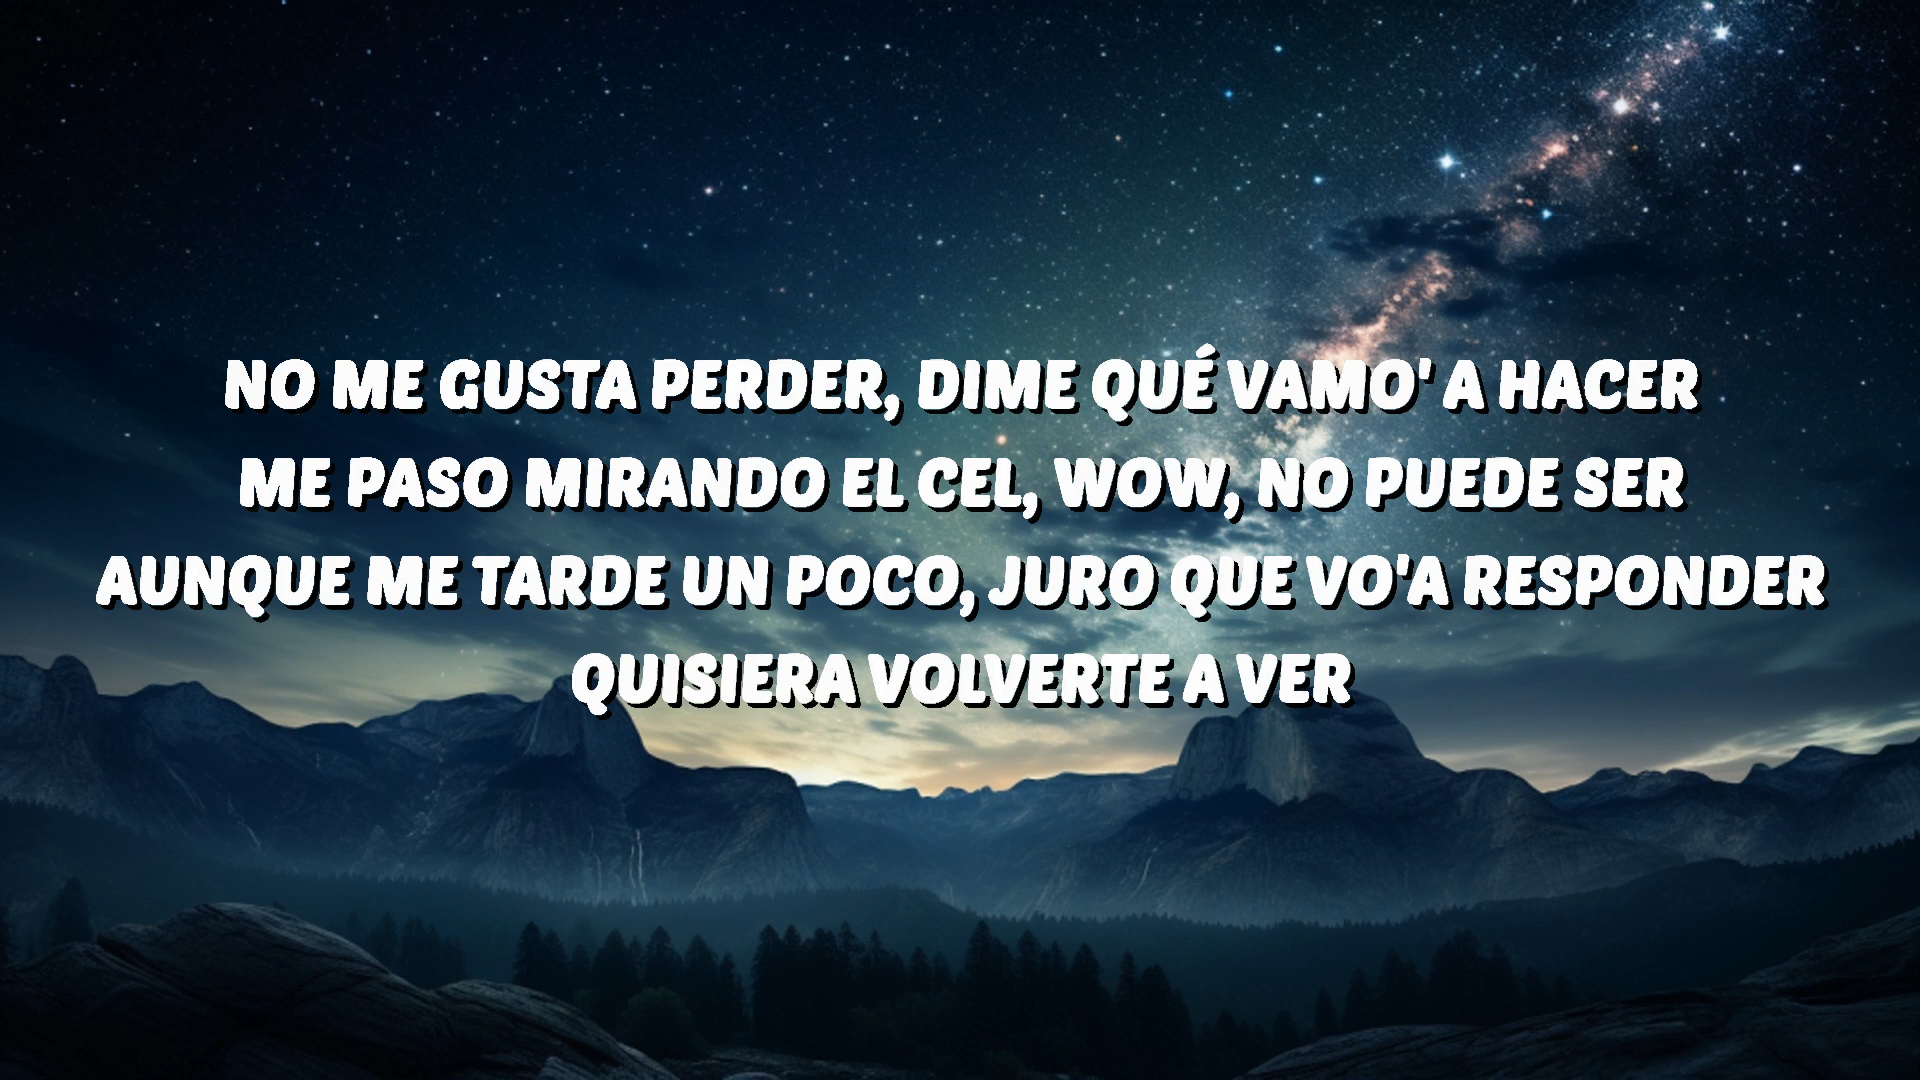 NO ME GUSTA PERDER, DIME QUÉ VAMO' A HACER
ME PASO MIRANDO EL CEL, WOW, NO PUEDE SER
AUNQUE ME TARDE UN POCO, JURO QUE VO'A RESPONDER
QUISIERA VOLVERTE A VER